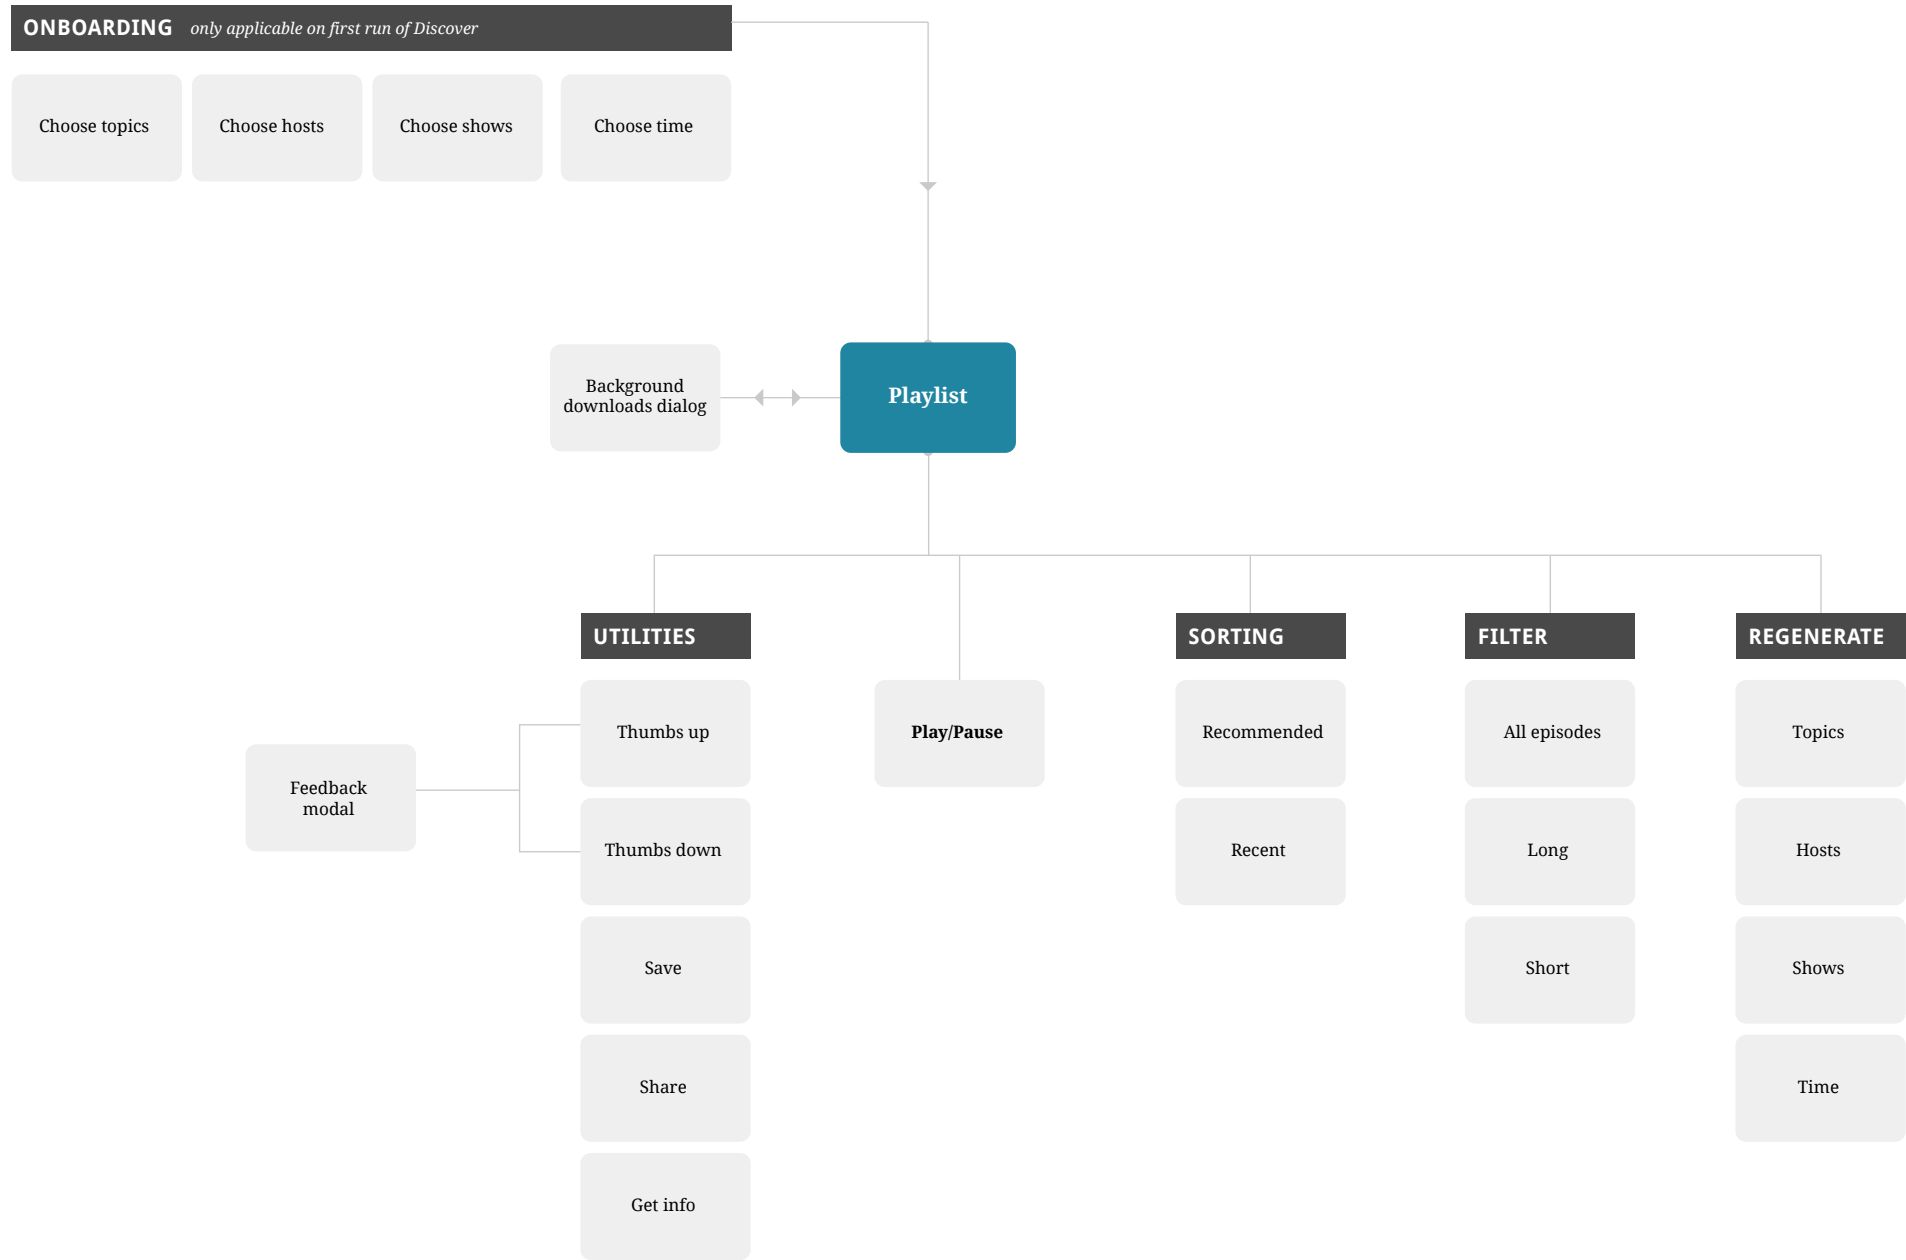 ONBOARDING only applicable on first run of Discover
Choose topics
Choose hosts
Choose shows
Choose time
Background
downloads dialog
Playlist
UTILITIES
SORTING
FILTER
REGENERATE
Thumbs up
Play/Pause
Recommended
All episodes
Topics
Feedback
modal
Thumbs down
Recent
Long
Hosts
Save
Short
Shows
Share
Time
Get info